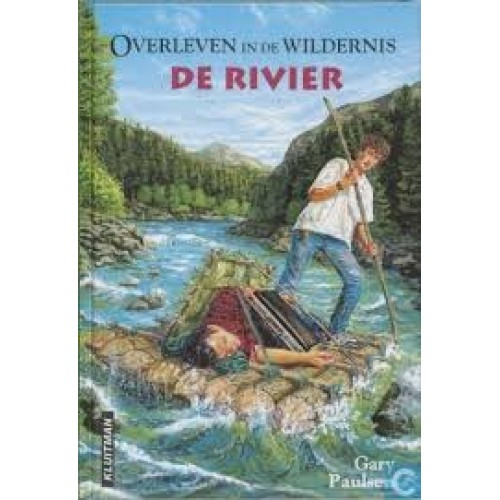 OVERLEVEN IN DE WILDERNIS
DE RIVIER
KLUITMAN
Gary
Paulsen